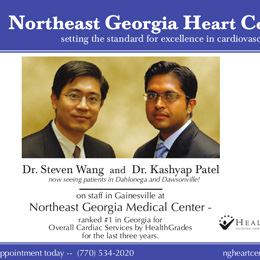 Northeast Georgia Heart Ce
setting the standard for excellence in cardiovasc
Dr. Steven Wang and Dr. Kashyap Patel
now seeing patients in Dahlonega and Dawsonville!
on staff in Gainesville at
Northeast Georgia Medical Center -
ranked #1 in Georgia for
Overall Cardiac Services by HealthGrades
for the last three years.
HEAL
ppointment today -- (770) 534-2020
ngheartcen